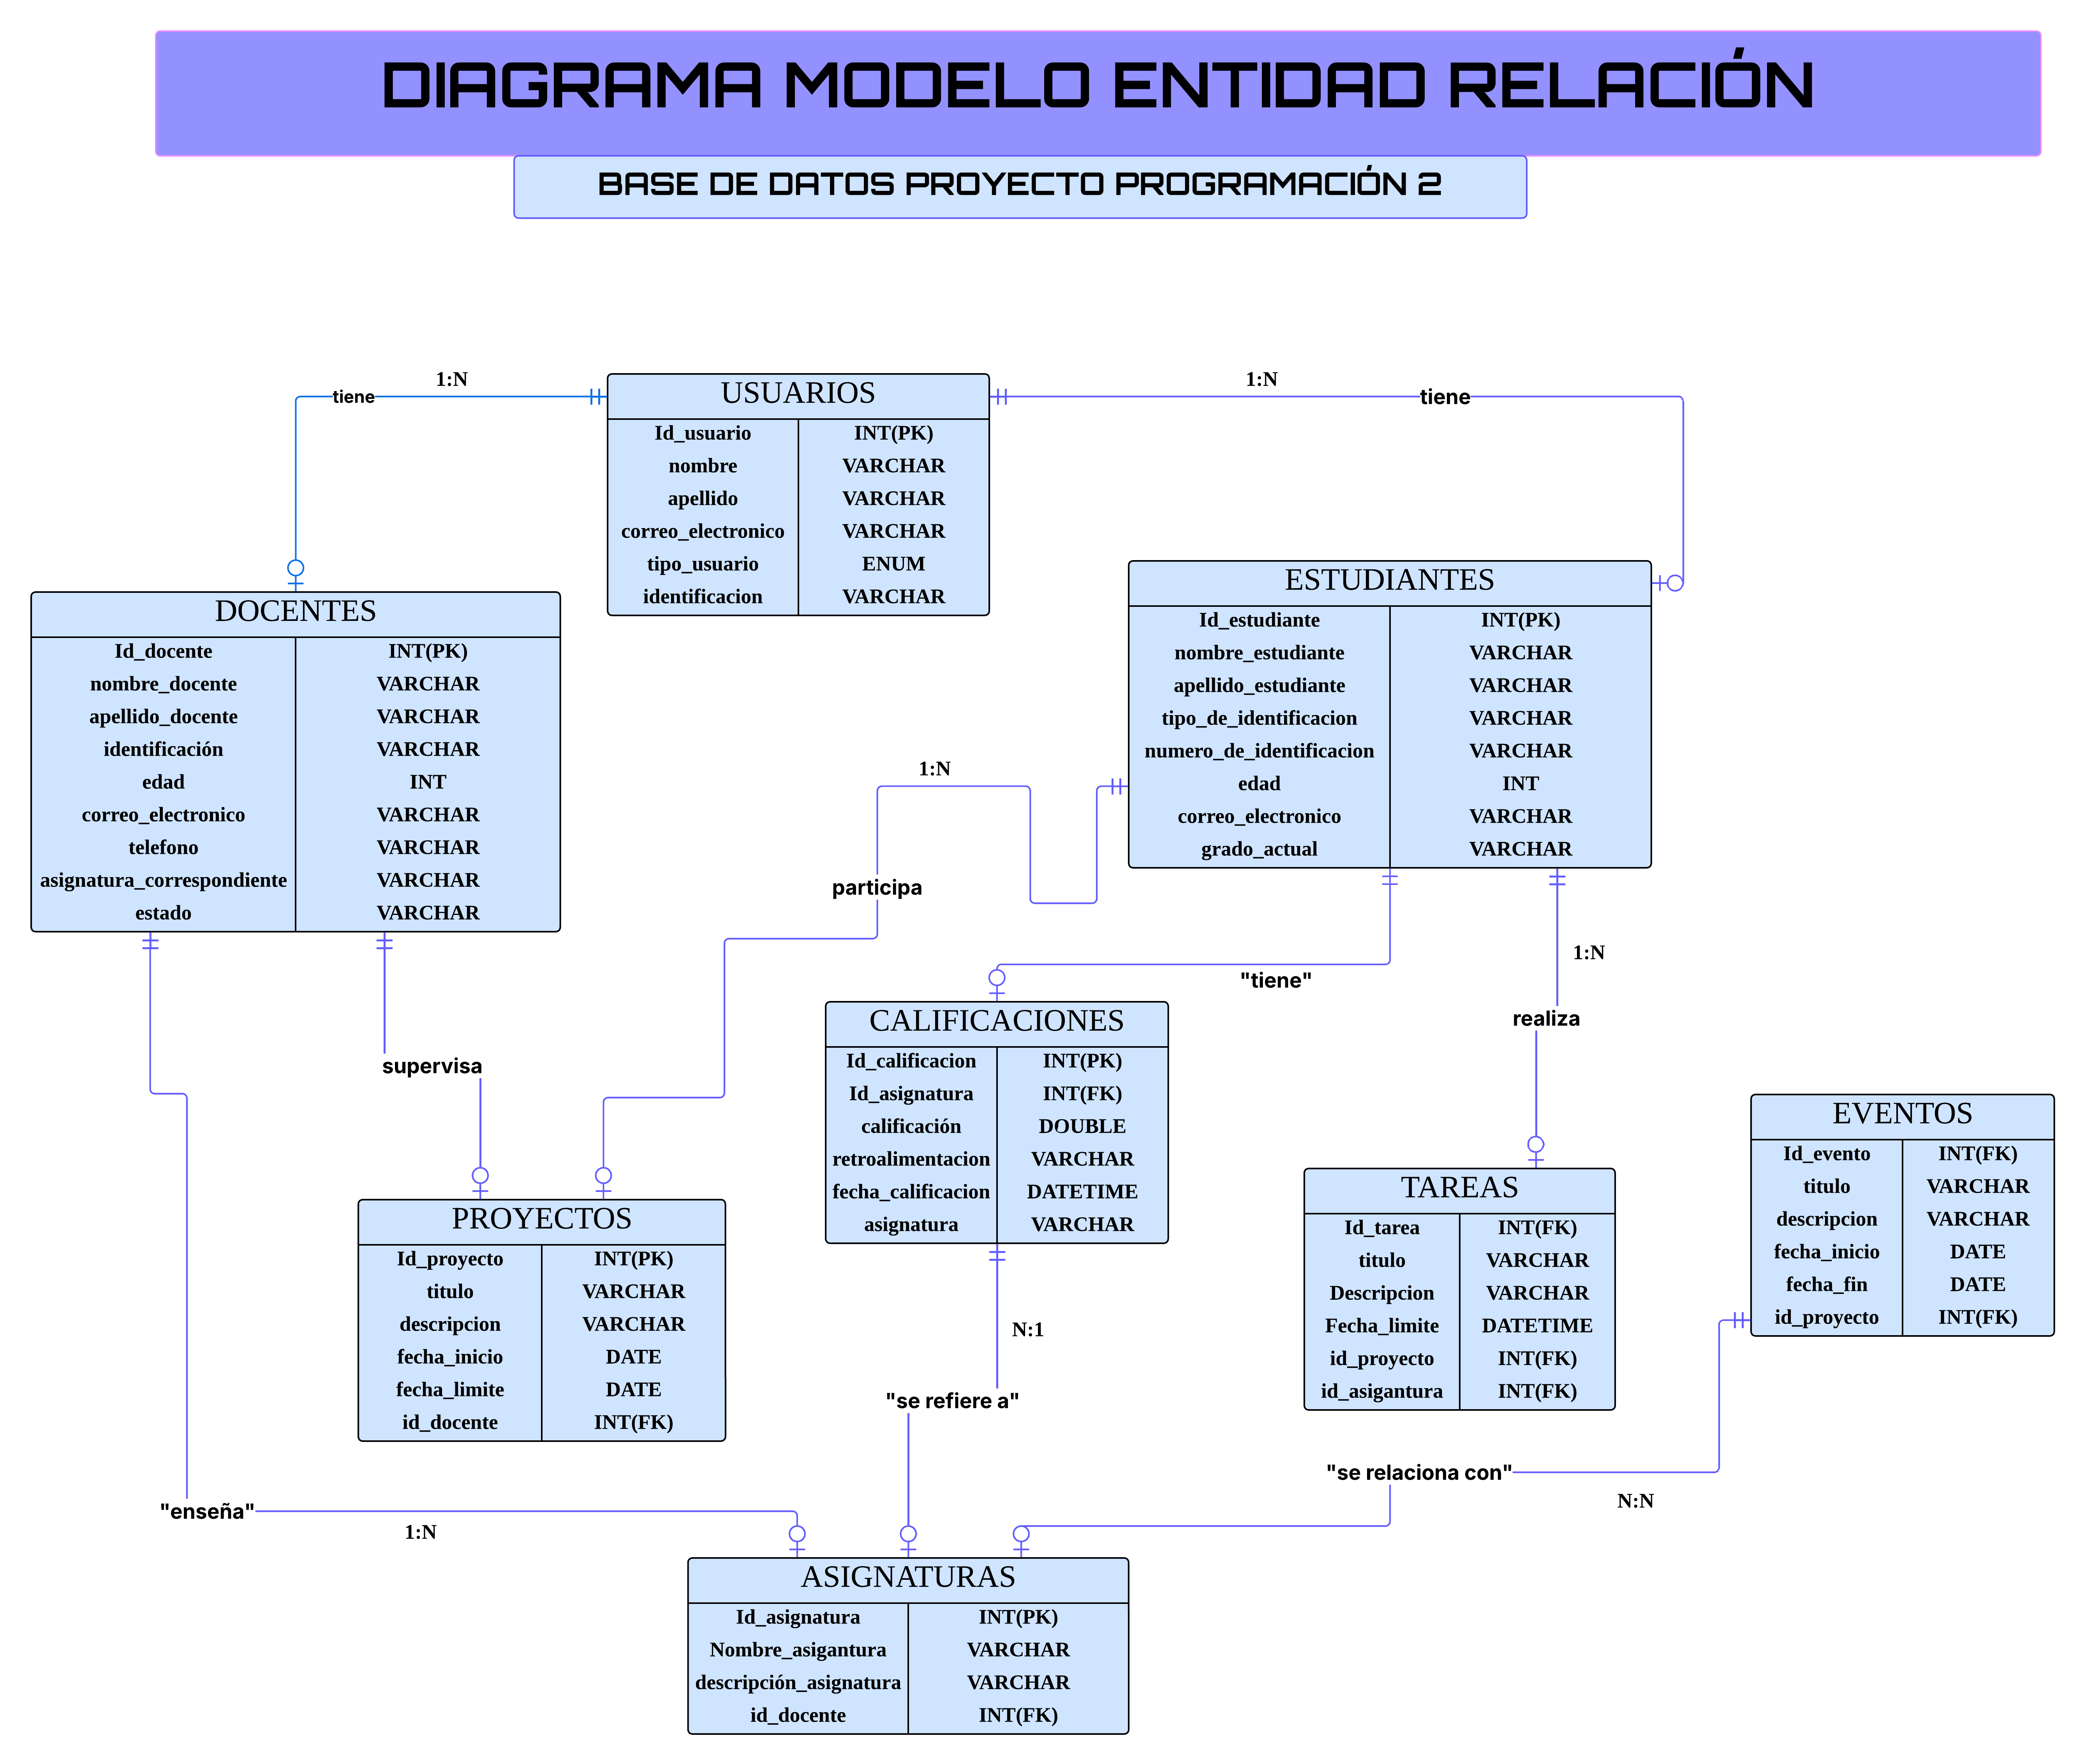 DIAGRAMA MODELO ENTIDAD RELACIÓN
BASE DE DATOS PROYECTO PROGRAMACIÓN 2
1:N
tiene
1:N
tiene
USUARIOS
Id_usuario INT(PK)
nombre VARCHAR
apellido VARCHAR
correo_electronico VARCHAR
tipo_usuario ENUM
identificacion VARCHAR
DOCENTES
Id_docente INT(PK)
nombre_docente VARCHAR
apellido_docente VARCHAR
identificación VARCHAR
edad INT
correo_electronico VARCHAR
telefono VARCHAR
asignatura_correspondiente VARCHAR
estado VARCHAR
ESTUDIANTES
Id_estudiante INT(PK)
nombre_estudiante VARCHAR
apellido_estudiante VARCHAR
tipo_de_identificacion VARCHAR
numero_de_identificacion VARCHAR
edad INT
correo_electronico VARCHAR
grado_actual VARCHAR
1:N
participa
"tiene"
1:N
realiza
supervisa
CALIFICACIONES
Id_calificacion INT(PK)
Id_asignatura INT(FK)
calificación DOUBLE
retroalimentacion VARCHAR
fecha_calificacion DATETIME
asignatura VARCHAR
EVENTOS
Id_evento INT(FK)
titulo VARCHAR
descripcion VARCHAR
fecha_inicio DATE
fecha_fin DATE
id_proyecto INT(FK)
TAREAS
Id_tarea INT(FK)
titulo VARCHAR
Descripcion VARCHAR
Fecha_limite DATETIME
id_proyecto INT(FK)
id_asigantura INT(FK)
PROYECTOS
Id_proyecto INT(PK)
titulo VARCHAR
descripcion VARCHAR
fecha_inicio DATE
fecha_limite DATE
id_docente INT(FK)
N:1
"se refiere a"
"se relaciona con"
N:N
"enseña"
1:N
ASIGNATURAS
Id_asignatura INT(PK)
Nombre_asigantura VARCHAR
descripción_asignatura VARCHAR
id_docente INT(FK)